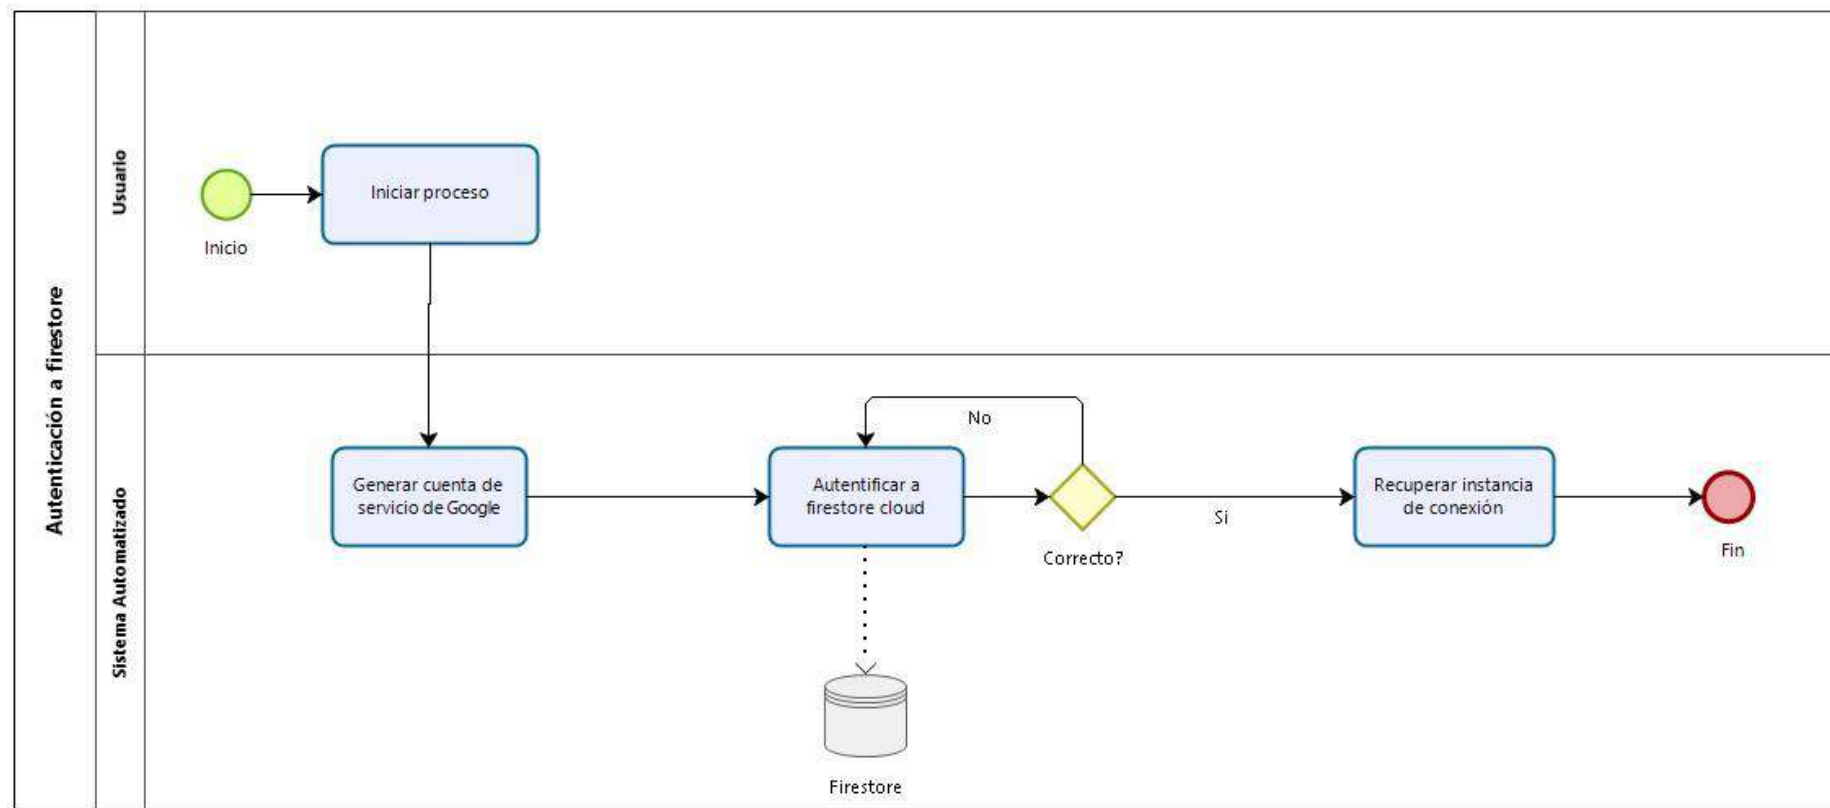 Autenticación a firestore
Usuario
Inicio
Iniciar proceso
Sistema Automatizado
Generar cuenta de
servicio de Google
Autentificar a
firestore cloud
No
Correcto?
Si
Recuperar instancia
de conexión
Fin
Firestore